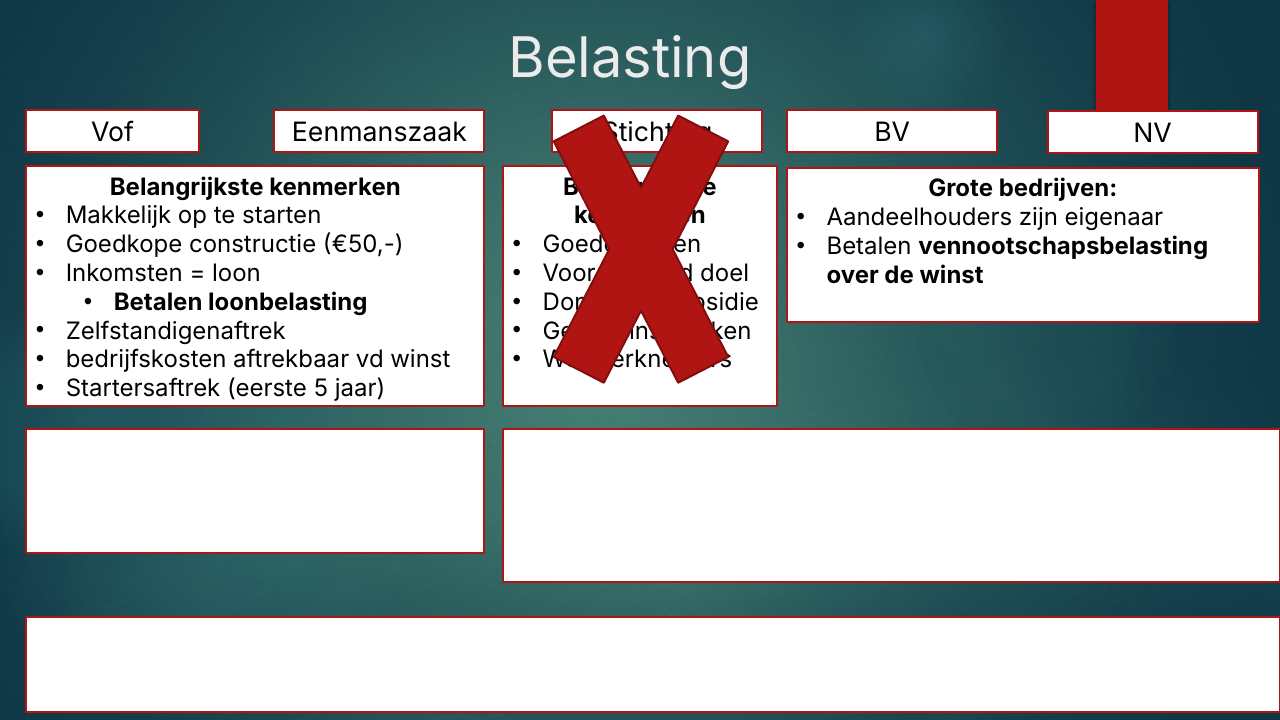 Belasting
Vof
Eenmanszaak
BV
NV
Belangrijkste kenmerken
• Makkelijk op te starten
• Goedkope constructie (€50,-)
• Inkomsten = loon
• Betalen loonbelasting
• Zelfstandigenaftrek
• bedrijfskosten aftrekbaar vd winst
• Startersaftrek (eerste 5 jaar)
•
•
doel
•
•
•
Grote bedrijven:
• Aandeelhouders zijn eigenaar
• Betalen vennootschapsbelasting
over de winst